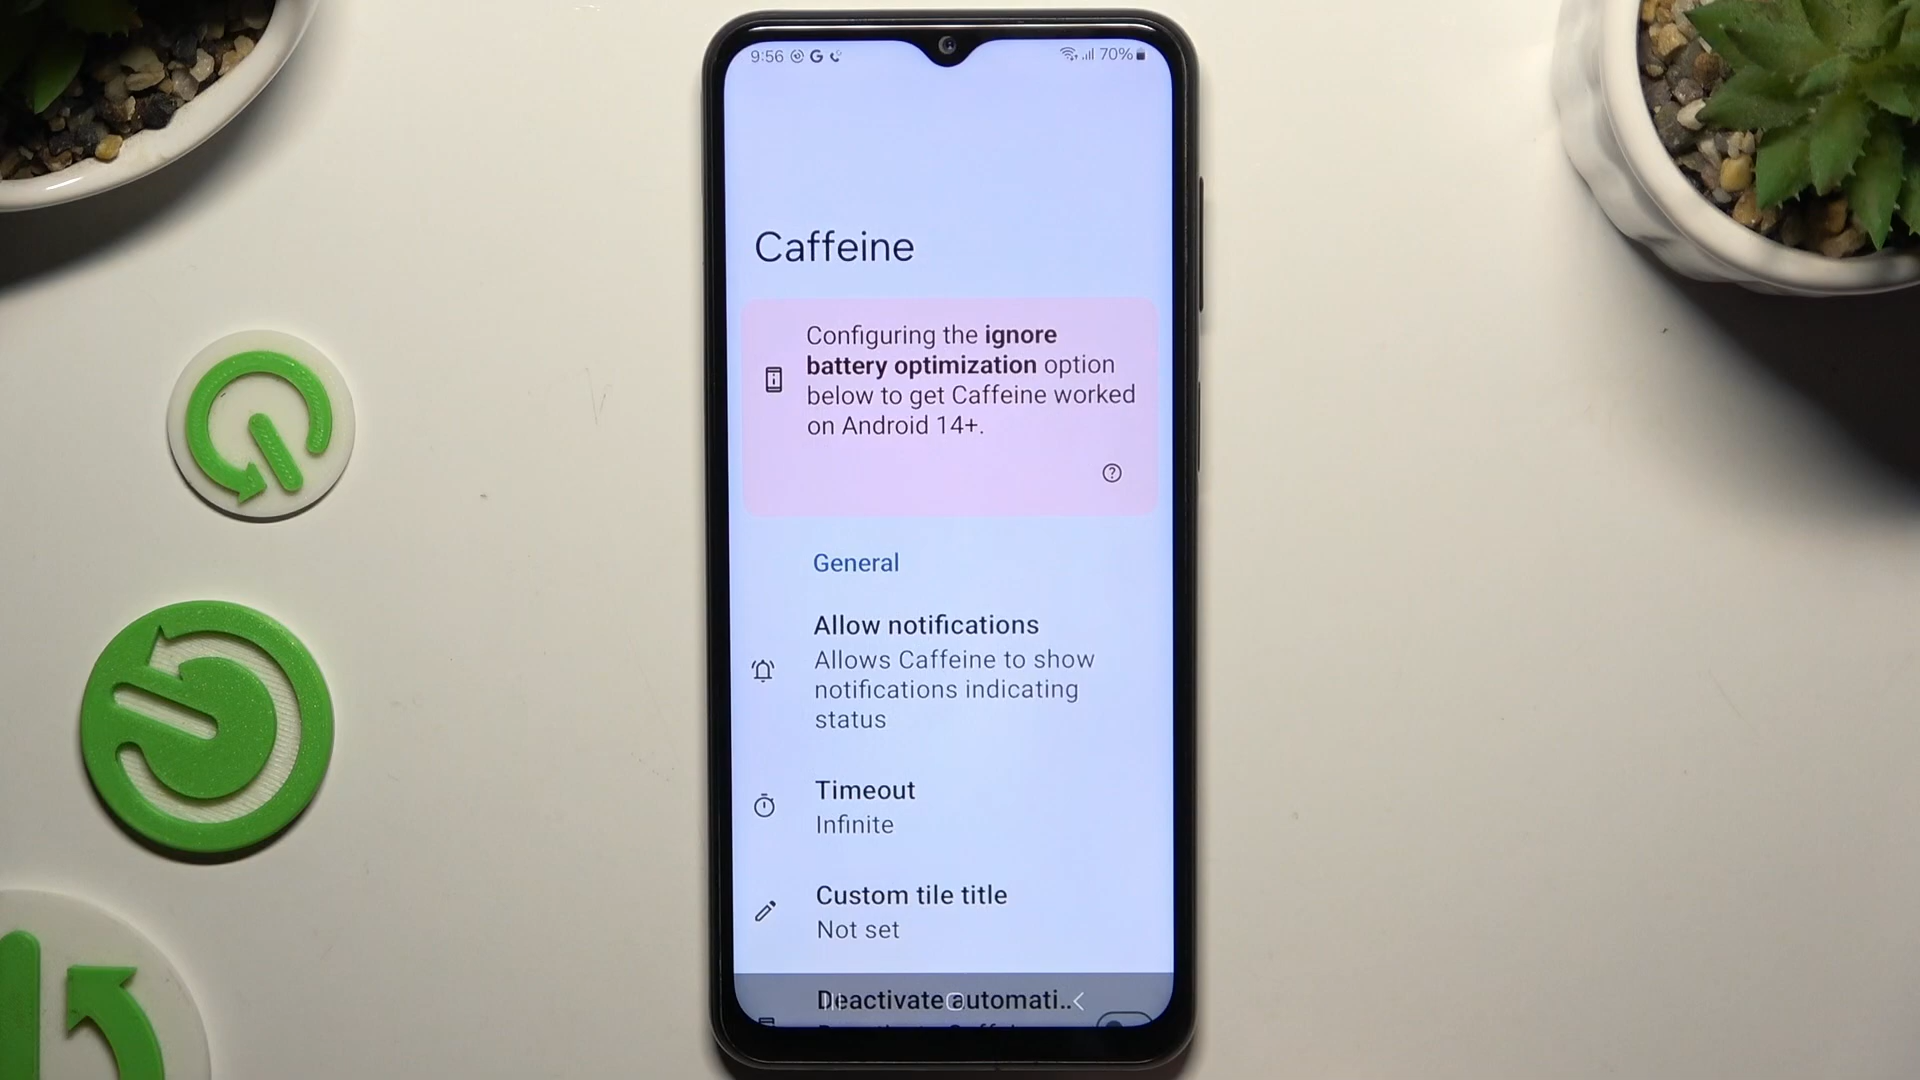 9:56 G 70%
Caffeine
Configuring the ignore
battery optimization option
below to get Caffeine worked
on Android 14+.
General
Allow notifications
Allows Caffeine to show
notifications indicating
status
Timeout
Infinite
Custom tile title
Not set
Deactivate automati..